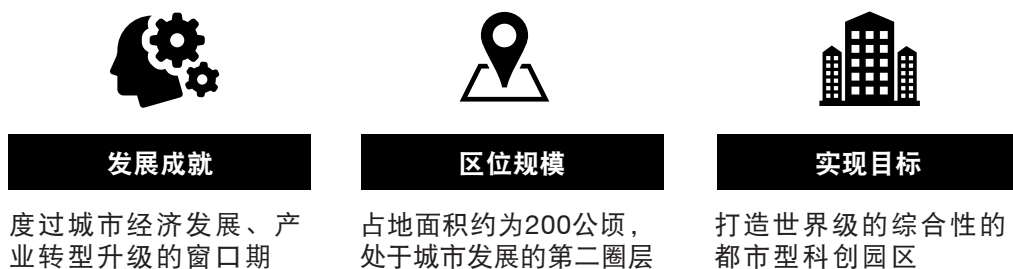 发展成就
度过城市经济发展、产
业转型升级的窗口期
区位规模
占地面积约为200公顷，
处于城市发展的第二圈层
实现目标
打造世界级的综合性的
都市型科创园区